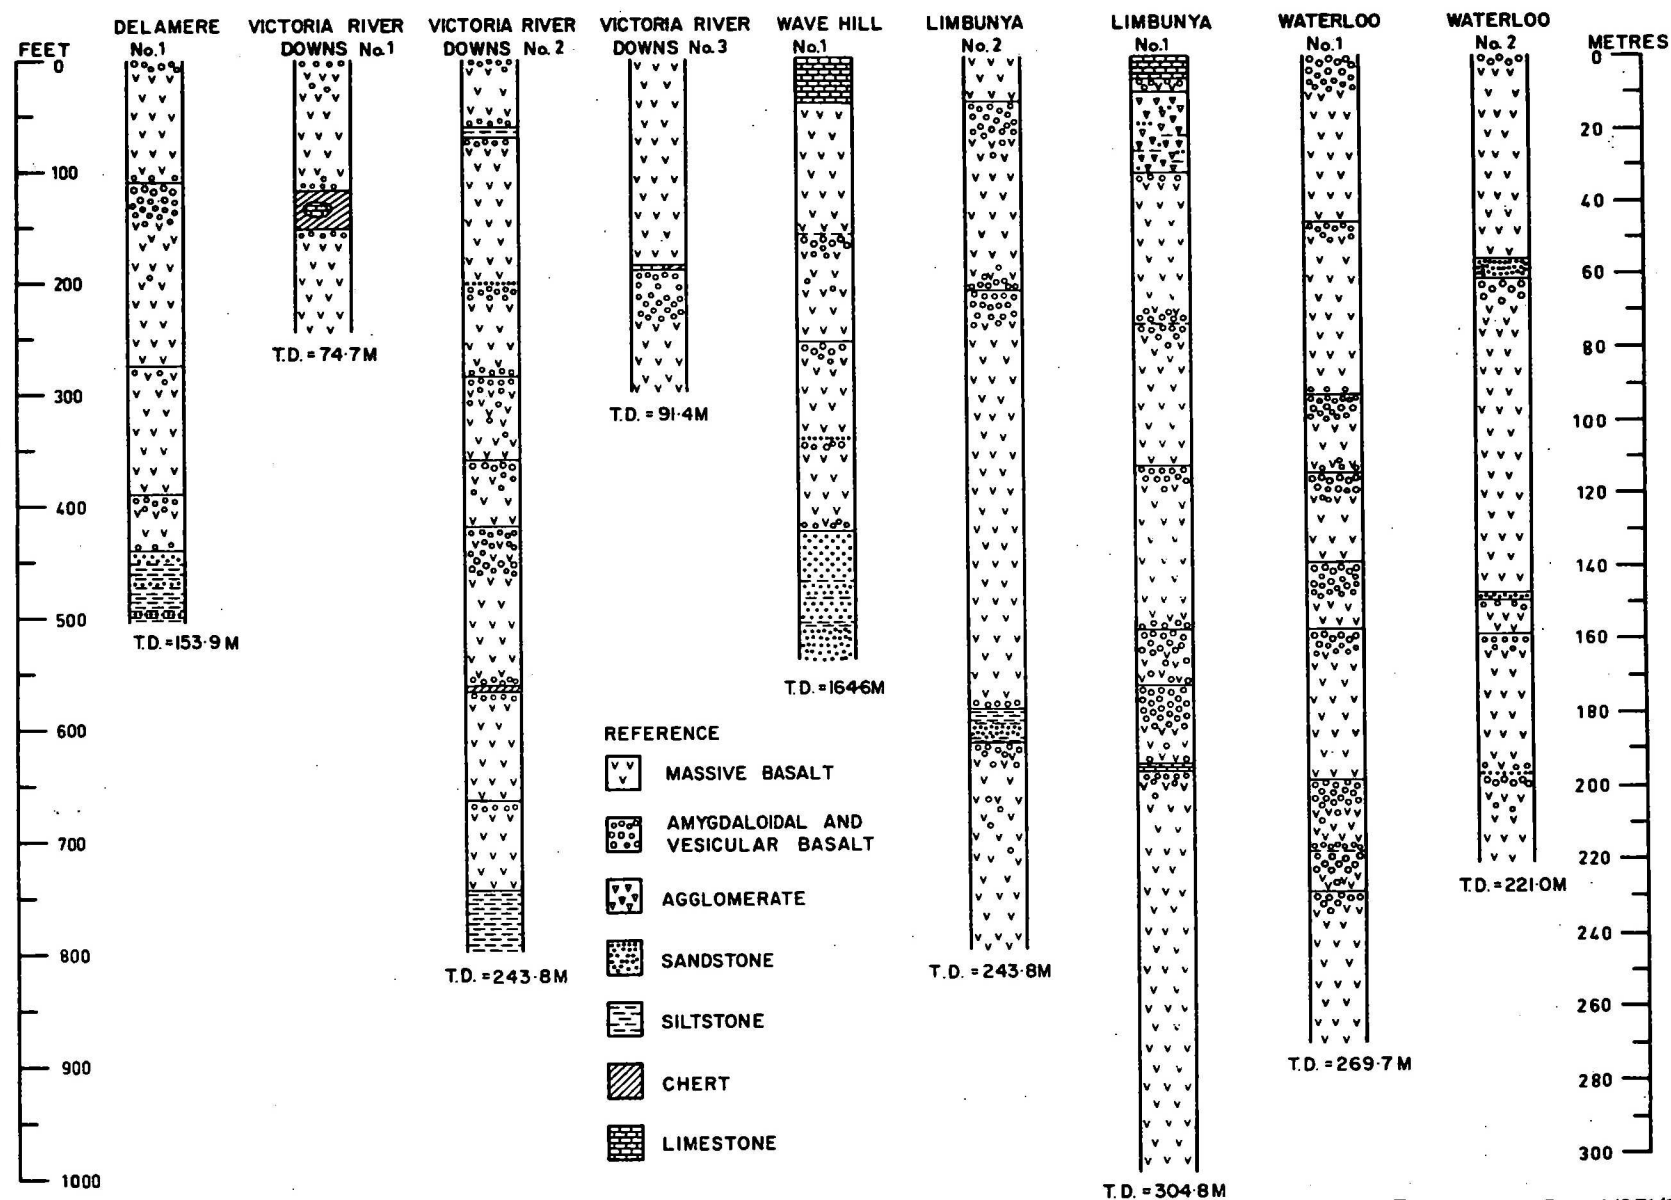 DELAMERE No.1
VICTORIA RIVER DOWNS No.1
VICTORIA RIVER DOWNS No.2
VICTORIA RIVER DOWNS No.3
WAVE HILL No.1
LIMBUNYA No.2
LIMBUNYA No.1
WATERLOO No.1
WATERLOO No.2
FEET
0
100
200
300
400
500
600
700
800
900
1000
METRES
0
20
40
60
80
100
120
140
160
180
200
220
240
260
280
300
T.D. = 153·9 M
T.D. = 74·7M
T.D. = 243·8M
T.D. = 91·4M
T.D. = 164·6M
T.D. = 243·8M
T.D. = 304·8M
T.D. = 269·7M
T.D. = 221·0M
REFERENCE
MASSIVE BASALT
AMYGDALOIDAL AND
VESICULAR BASALT
AGGLOMERATE
SANDSTONE
SILTSTONE
CHERT
LIMESTONE